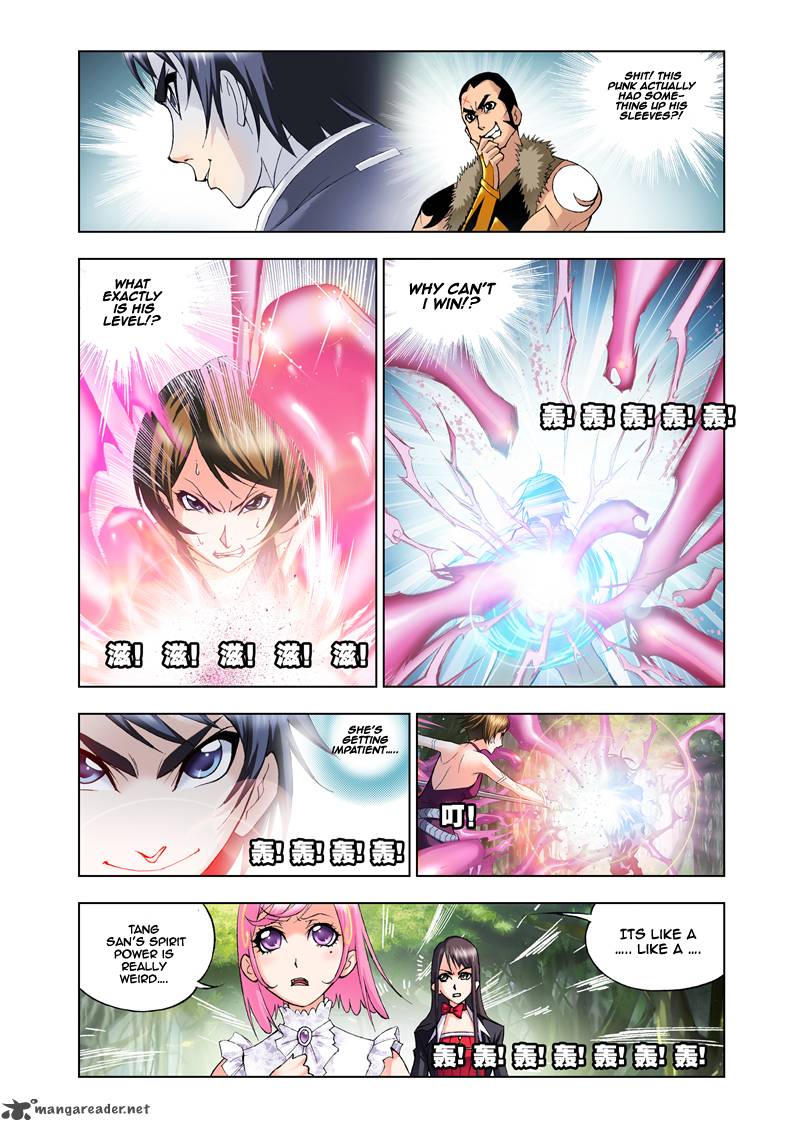 SHIT! THIS
PUNK ACTUALLY
HAD SOME-
THING UP HIS
SLEEVES?!
WHAT
EXACTLY
IS HIS
LEVEL!?
滋! 滋! 滋! 滋! 滋!
WHY CAN'T
I WIN!?
轰! 轰! 轰! 轰! 轰!
SHE'S
GETTING
IMPATIENT.....
轰! 轰! 轰! 轰!
叮!
TANG
SAN'S SPIRIT
POWER IS
REALLY
WEIRD....
ITS LIKE A
..... LIKE A ....
轰! 轰! 轰! 轰! 轰! 轰! 轰!
mangareader.net